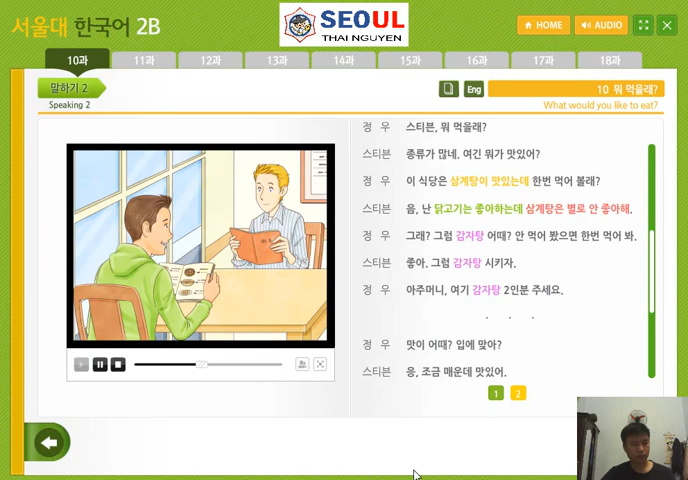 서울대 한국어 2B
SEOUL
THAI NGUYEN
HOME
AUDIO
10과 11과 12과 13과 14과 15과 16과 17과 18과
말하기 2
Speaking 2
Eng
10 뭐 먹을래?
What would you like to eat?
정 우 스티븐, 뭐 먹을래?
스티븐 종류가 많네. 여긴 뭐가 맛있어?
정 우 이 식당은 삼계탕이 맛있는데 한번 먹어 볼래?
스티븐 음, 난 닭고기는 좋아하는데 삼계탕은 별로 안 좋아해.
정 우 그래? 그럼 감자탕 어때? 안 먹어 봤으면 한번 먹어 봐.
스티븐 좋아. 그럼 감자탕 시키자.
정 우 아주머니, 여기 감자탕 2인분 주세요.
. . .
정 우 맛이 어때? 입에 맞아?
스티븐 응, 조금 매운데 맛있어.
1 2